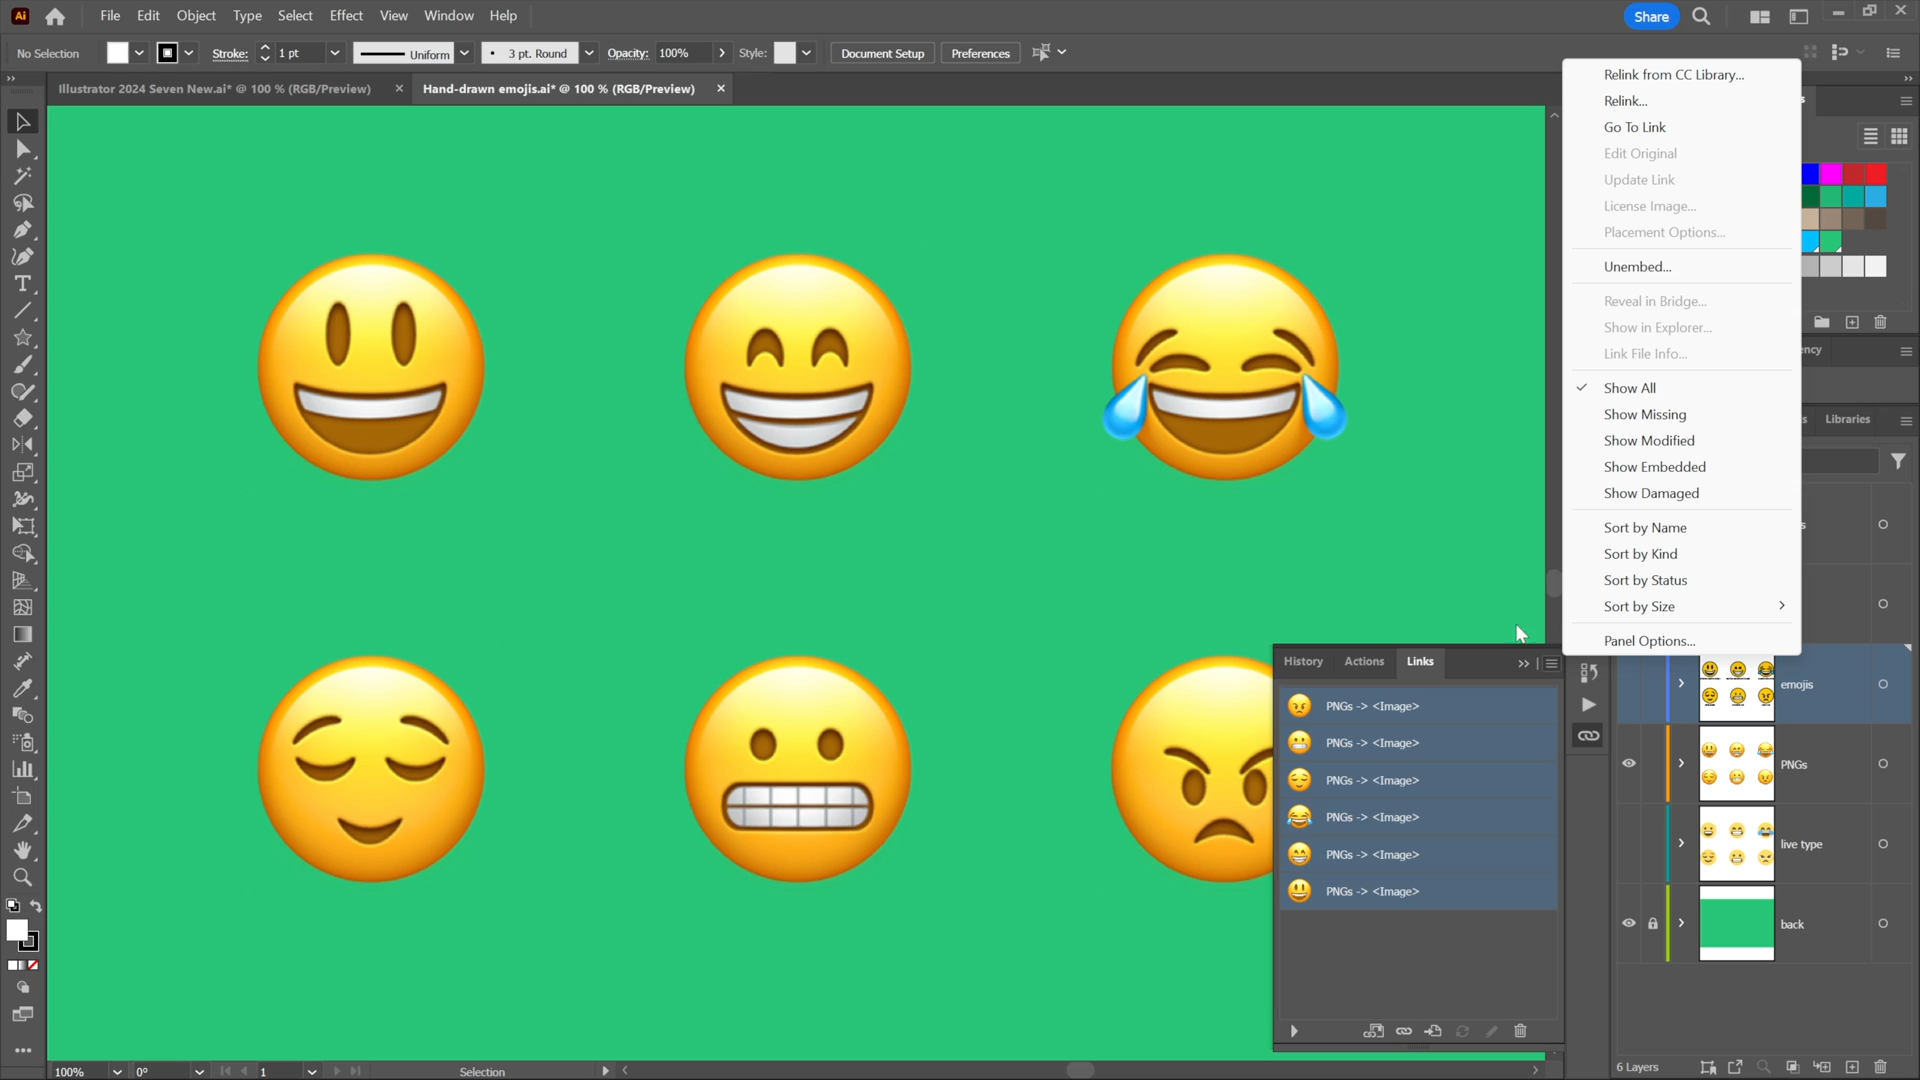 Ai
File Edit Object Type Select Effect View Window Help
Share
No Selection
Stroke:
1 pt
Uniform
3 pt. Round
Opacity:
100%
Style:
Document Setup
Preferences
Illustrator 2024 Seven New.ai* @ 100 % (RGB/Preview)
Hand-drawn emojis.ai* @ 100 % (RGB/Preview)
Relink from CC Library...
Relink...
Go To Link
Edit Original
Update Link
License Image...
Placement Options...
Unembed...
Reveal in Bridge...
Show in Explorer...
Link File Info...
Show All
Show Missing
Show Modified
Show Embedded
Show Damaged
Sort by Name
Sort by Kind
Sort by Status
Sort by Size
Panel Options...
Libraries
History
Actions
Links
PNGs -> <Image>
PNGs -> <Image>
PNGs -> <Image>
PNGs -> <Image>
PNGs -> <Image>
PNGs -> <Image>
emojis
PNGs
live type
back
6 Layers
100%
0°
1
Selection